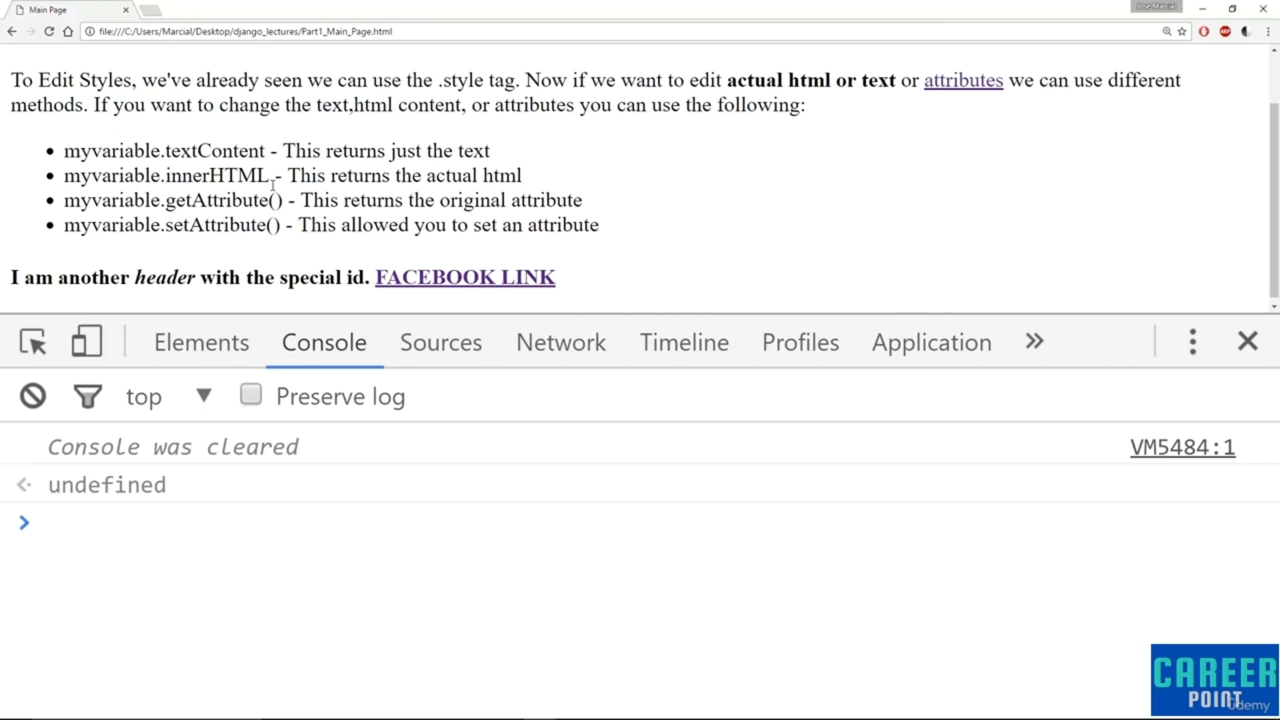 Main Page
Jose Marcial
file:///C:/Users/Marcial/Desktop/django_lectures/Part1_Main_Page.html
To Edit Styles, we've already seen we can use the .style tag. Now if we want to edit actual html or text or attributes we can use different
methods. If you want to change the text,html content, or attributes you can use the following:
myvariable.textContent - This returns just the text
myvariable.innerHTML - This returns the actual html
myvariable.getAttribute() - This returns the original attribute
myvariable.setAttribute() - This allowed you to set an attribute
I am another header with the special id. FACEBOOK LINK
Elements Console Sources Network Timeline Profiles Application »
top Preserve log
Console was cleared VM5484:1
undefined
CAREER
POINT
Udemy